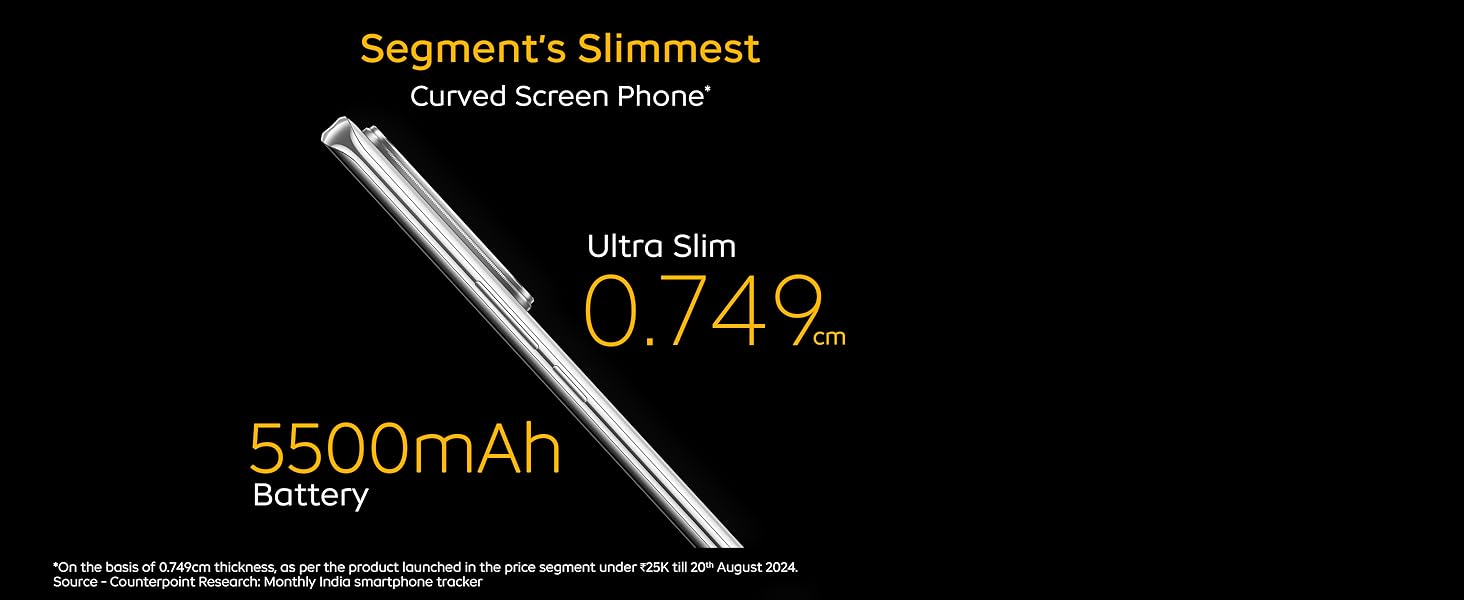 Segment's Slimmest
Curved Screen Phone*
Ultra Slim
0.749cm
5500mAh
Battery
*On the basis of 0.749cm thickness, as per the product launched in the price segment under ₹25K till 20th August 2024.
Source - Counterpoint Research: Monthly India smartphone tracker